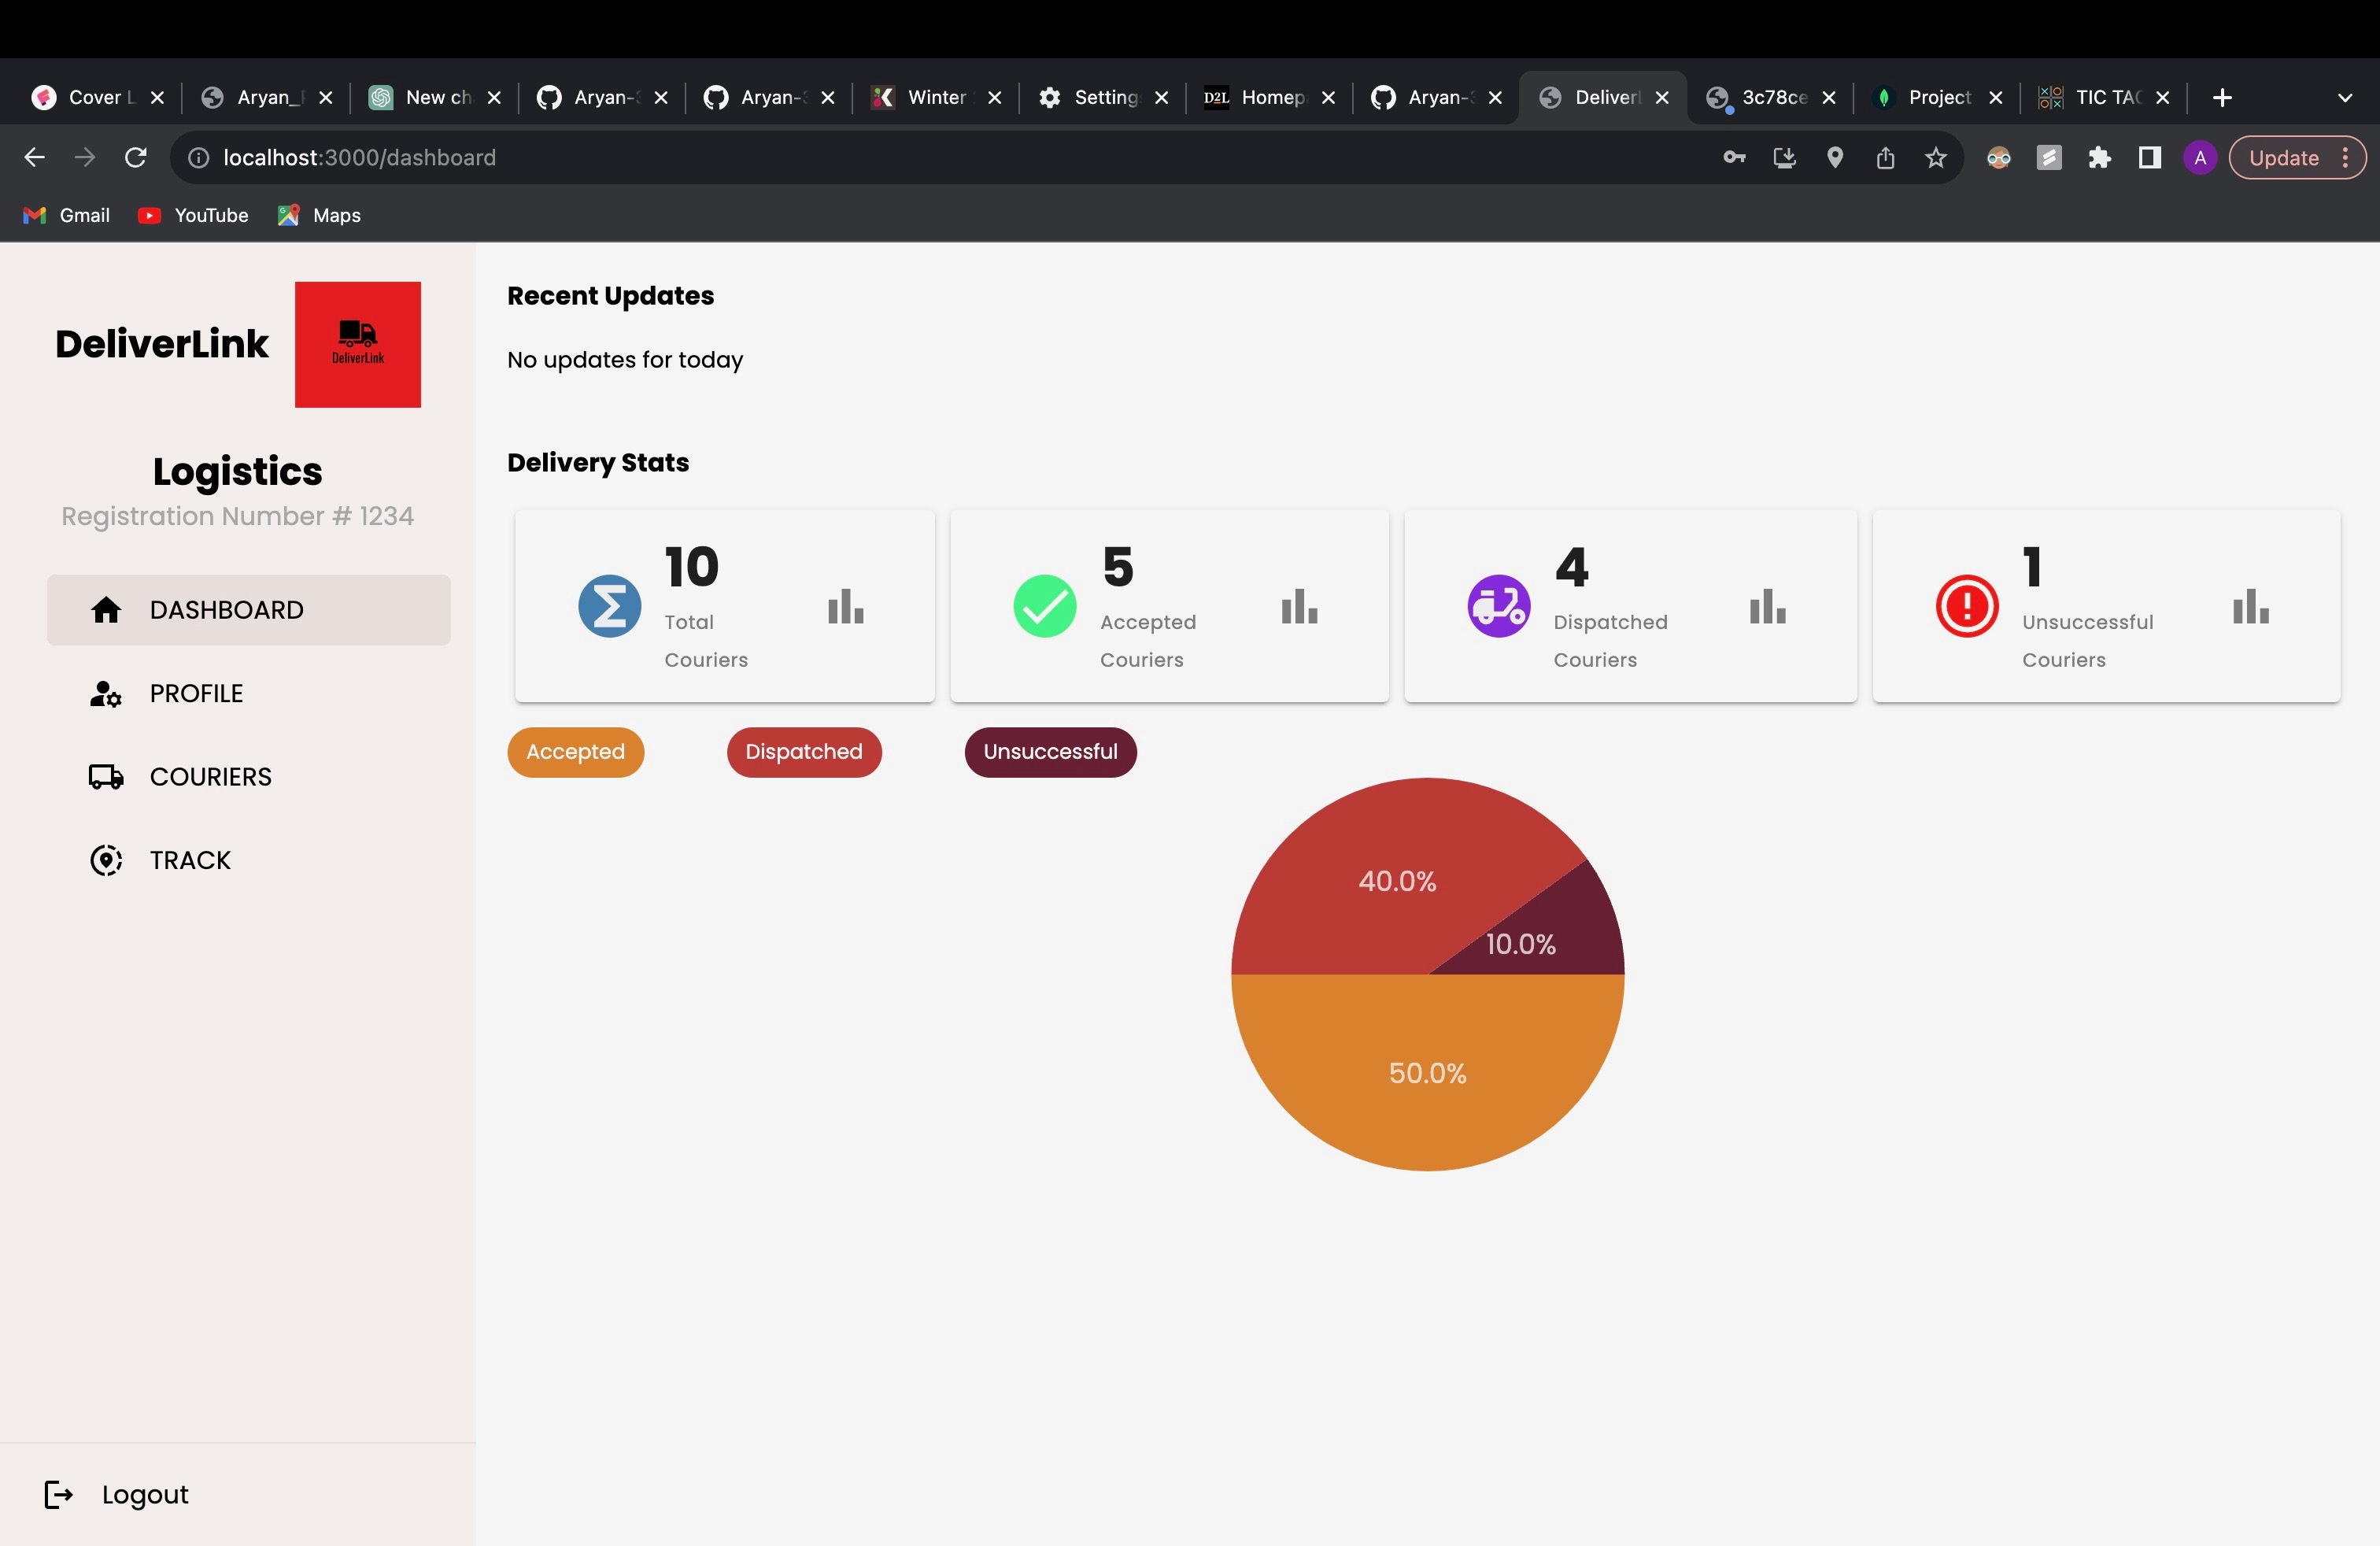 Cover L
Aryan_
New ch
Aryan-
Aryan-
Winter
Setting
D2L
Homep
Aryan-
Deliverl
3c78ce
Project
TIC TAC
localhost:3000/dashboard
A
Update
Gmail
YouTube
Maps
DeliverLink
DeliverLink
Logistics
Registration Number # 1234
DASHBOARD
PROFILE
COURIERS
TRACK
Logout
Recent Updates
No updates for today
Delivery Stats
10
Total
Couriers
5
Accepted
Couriers
4
Dispatched
Couriers
1
Unsuccessful
Couriers
Accepted
Dispatched
Unsuccessful
40.0%
10.0%
50.0%